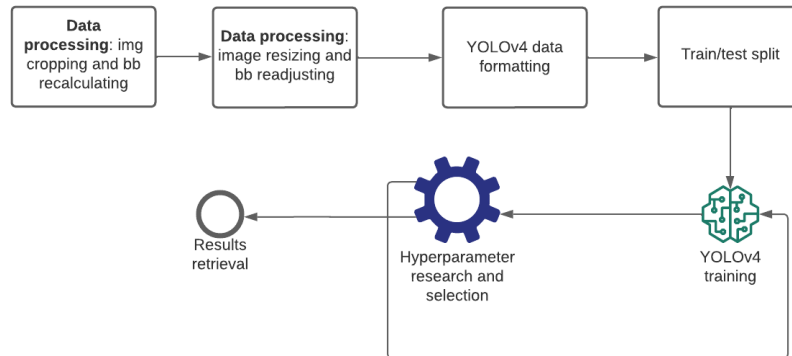 Data
processing: img
cropping and bb
recalculating
Data processing:
image resizing and
bb readjusting
YOLOv4 data
formatting
Train/test split
Results
retrieval
Hyperparameter
research and
selection
YOLOv4
training